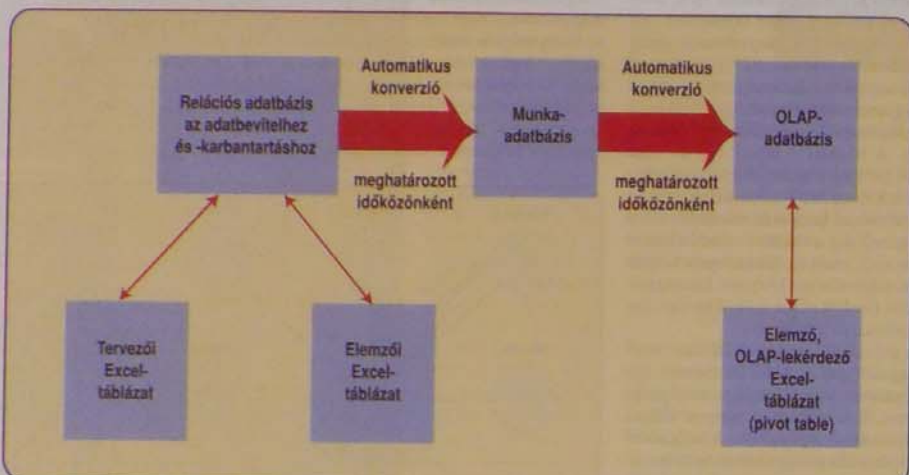 Relációs adatbázis
az adatbevitelhez
és -karbantartáshoz
Automatikus
konverzió
meghatározott
időközönként
Munka-
adatbázis
Automatikus
konverzió
meghatározott
időközönként
OLAP-
adatbázis
Tervezői
Excel-
táblázat
Elemzői
Excel-
táblázat
Elemző,
OLAP-lekérdező
Excel-
táblázat
(pivot table)